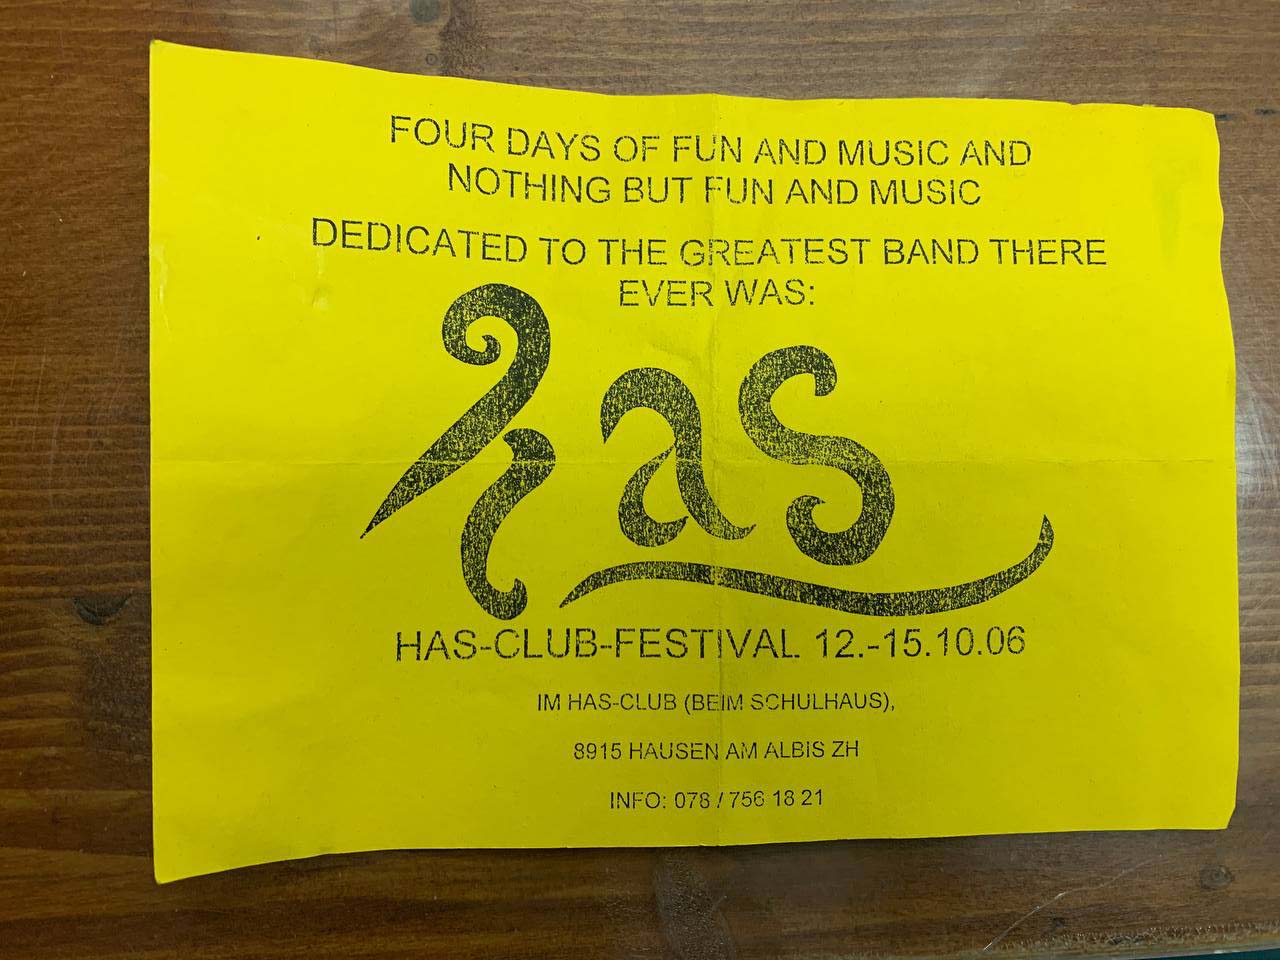 FOUR DAYS OF FUN AND MUSIC AND
NOTHING BUT FUN AND MUSIC
DEDICATED TO THE GREATEST BAND THERE
EVER WAS:
has
HAS-CLUB-FESTIVAL 12.-15.10.06
IM HAS-CLUB (BEIM SCHULHAUS),
8915 HAUSEN AM ALBIS ZH
INFO: 078 / 756 18 21